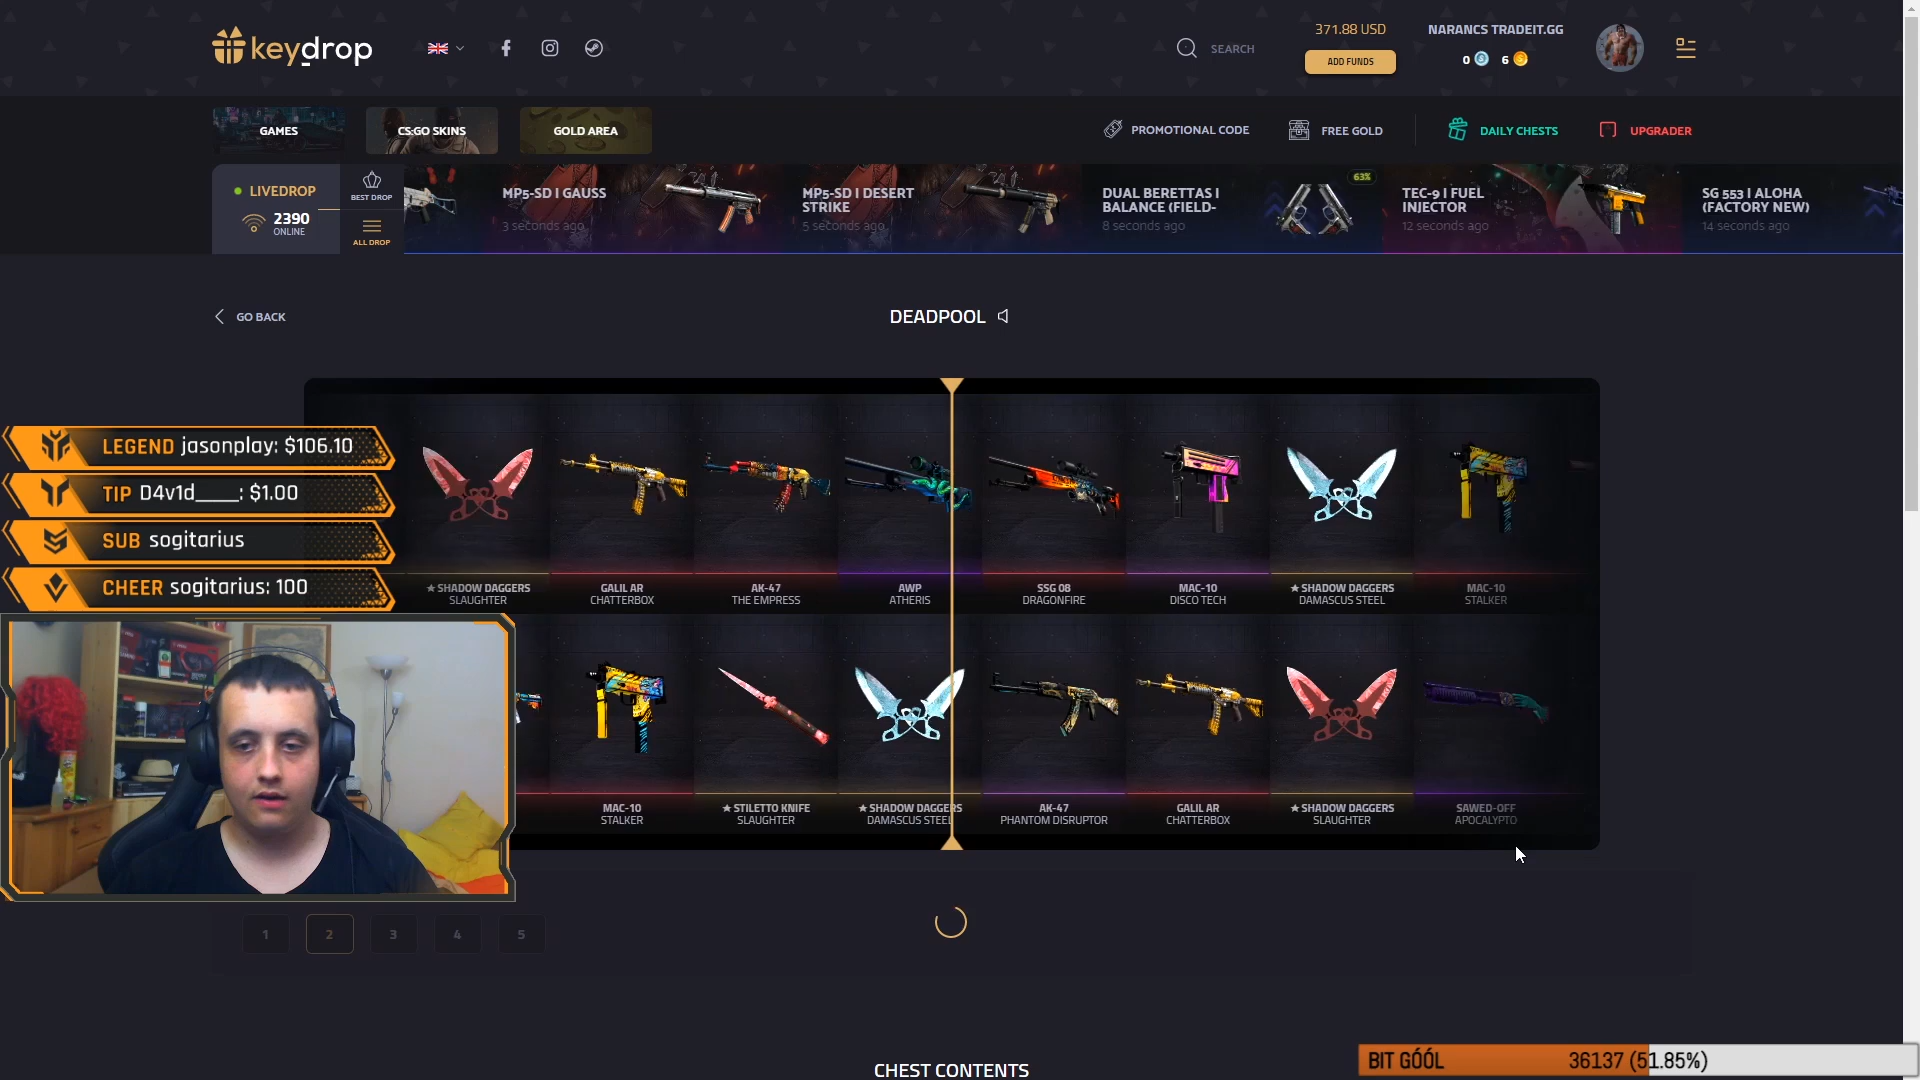 keydrop
SEARCH
371.88 USD
ADD FUNDS
NARANCS TRADEIT.GG
0 6
GAMES
CS:GO SKINS
GOLD AREA
PROMOTIONAL CODE
FREE GOLD
DAILY CHESTS
UPGRADER
LIVEDROP
2390
ONLINE
BEST DROP
ALL DROP
MP5-SD | GAUSS
3 seconds ago
MP5-SD | DESERT
STRIKE
5 seconds ago
DUAL BERETTAS |
BALANCE (FIELD-
8 seconds ago
63%
TEC-9 | FUEL
INJECTOR
12 seconds ago
SG 553 | ALOHA
(FACTORY NEW)
14 seconds ago
GO BACK
DEADPOOL
LEGEND jasonplay: $106.10
TIP D4v1d____: $1.00
SUB sogitarius
CHEER sogitarius: 100
★ SHADOW DAGGERS
SLAUGHTER
GALIL AR
CHATTERBOX
AK-47
THE EMPRESS
AWP
ATHERIS
SSG 08
DRAGONFIRE
MAC-10
DISCO TECH
★ SHADOW DAGGERS
DAMASCUS STEEL
MAC-10
STALKER
MAC-10
STALKER
★ STILETTO KNIFE
SLAUGHTER
★ SHADOW DAGGERS
DAMASCUS STEEL
AK-47
PHANTOM DISRUPTOR
GALIL AR
CHATTERBOX
★ SHADOW DAGGERS
SLAUGHTER
SAWED-OFF
APOCALYPTO
1 2 3 4 5
CHEST CONTENTS
BIT GÓÓL 36137 (51.85%)